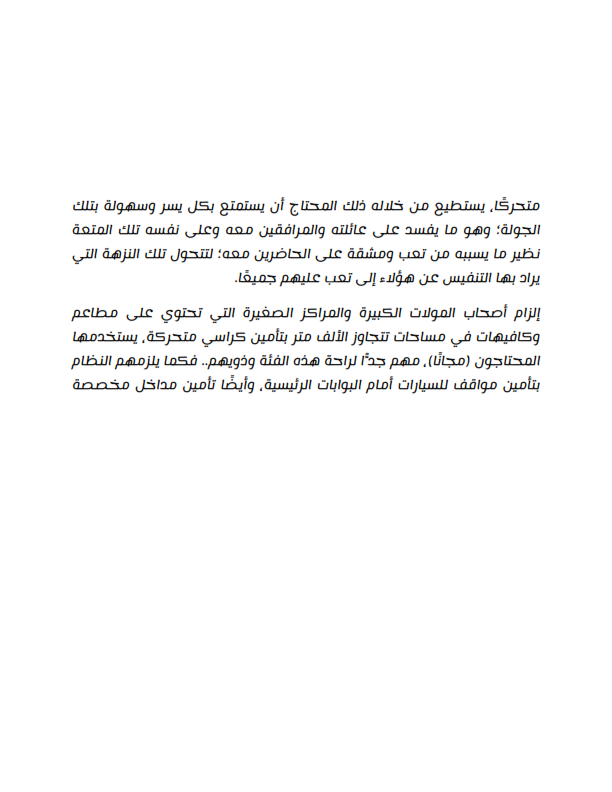 متحركًا، يستطيع من خلاله ذلك المحتاج أن يستمتع بكل يسر وسهولة بتلك
الجولة؛ وهو ما يفسد على عائلته والمرافقين معه وعلى نفسه تلك المتعة
نظير ما يسببه من تعب ومشقة على الحاضرين معه؛ لتتحول تلك النزهة التي
يراد بها التنفيس عن هؤلاء إلى تعب عليهم جميعًا.
إلزام أصحاب المولات الكبيرة والمراكز الصغيرة التي تحتوي على مطاعم
وكافيهات في مساحات تتجاوز الألف متر بتأمين كراسي متحركة، يستخدمها
المحتاجون (مجانًا)، مهم جدًّا لراحة هذه الفئة وذويهم.. فكما يلزمهم النظام
بتأمين مواقف للسيارات أمام البوابات الرئيسية، وأيضًا تأمين مداخل مخصصة